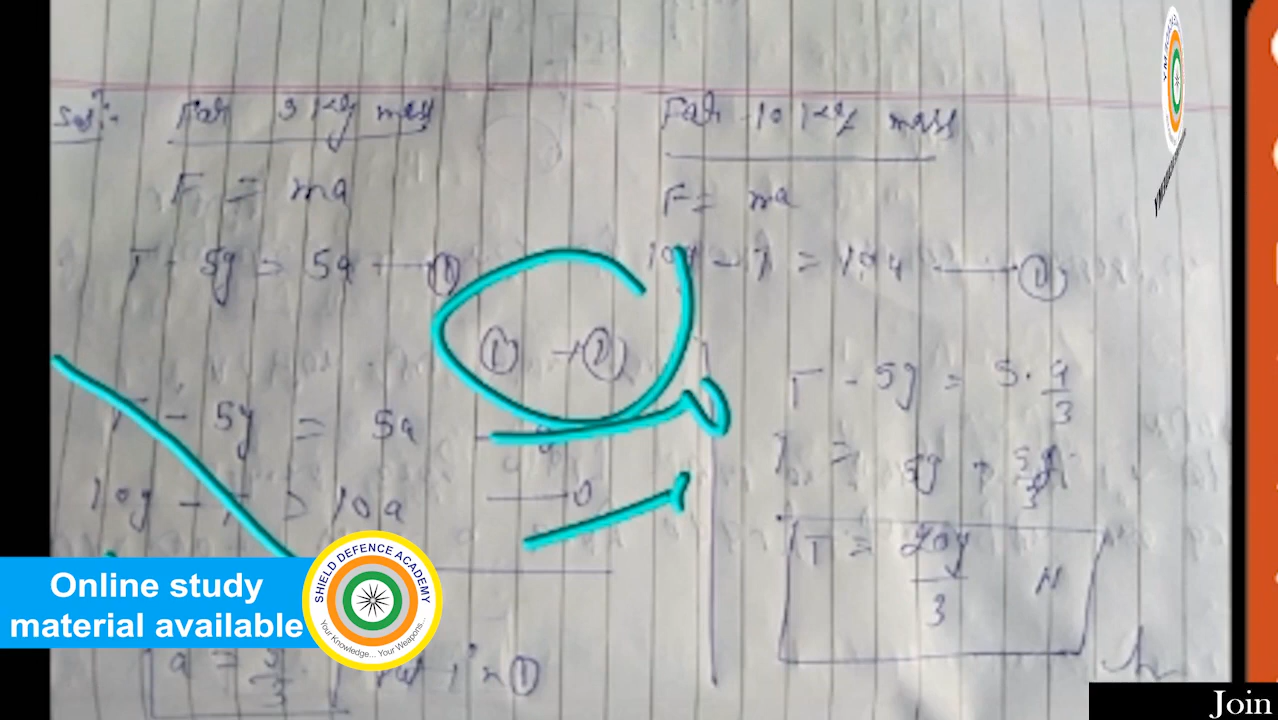 Sol:- For 5 Kg mass
F = ma
T - 5g = 5a — ①
① → ②
T - 5g = 5a
10g - T = 10a
a = g/3 put in ①
For 10 Kg mass
F = ma
10g - T = 10a — ②
T - 5g = 5 . g/3
T = 5g + 5g/3
T = 20g/3 N
Online study
material available
SHIELD DEFENCE ACADEMY
Your Knowledge... Your Weapons...
Join